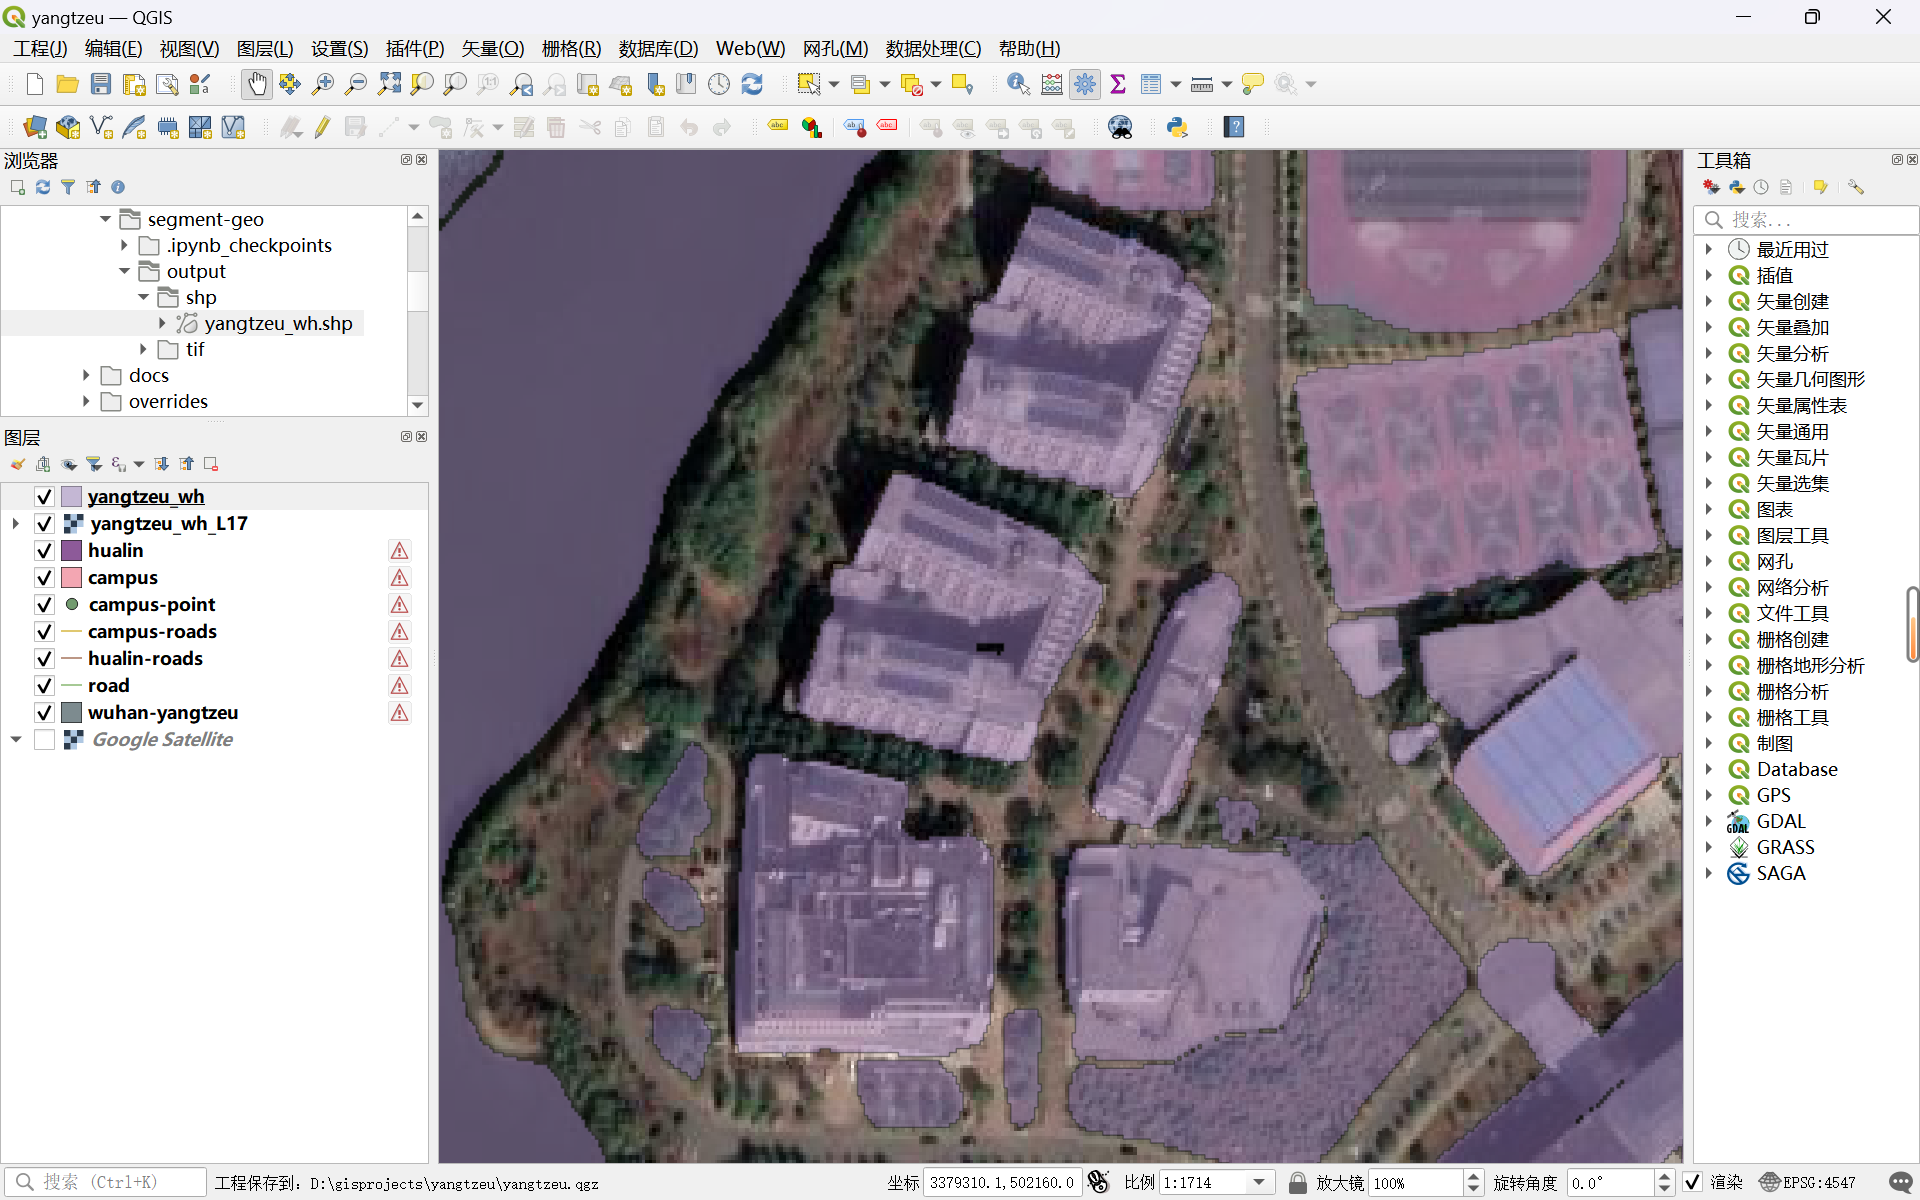 yangtzeu — QGIS
工程(J) 编辑(E) 视图(V) 图层(L) 设置(S) 插件(P) 矢量(O) 栅格(R) 数据库(D) Web(W) 网孔(M) 数据处理(C) 帮助(H)
浏览器
segment-geo
.ipynb_checkpoints
output
shp
yangtzeu_wh.shp
tif
docs
overrides
图层
yangtzeu_wh
yangtzeu_wh_L17
hualin
campus
campus-point
campus-roads
hualin-roads
road
wuhan-yangtzeu
Google Satellite
工具箱
搜索...
最近用过
插值
矢量创建
矢量叠加
矢量分析
矢量几何图形
矢量属性表
矢量通用
矢量瓦片
矢量选集
图表
图层工具
网孔
网络分析
文件工具
栅格创建
栅格地形分析
栅格分析
栅格工具
制图
Database
GPS
GDAL
GRASS
SAGA
搜索 (Ctrl+K) 工程保存到: D:\gisprojects\yangtzeu\yangtzeu.qgz 坐标 3379310.1,502160.0 比例 1:1714 放大镜 100% 旋转角度 0.0° 渲染 EPSG:4547